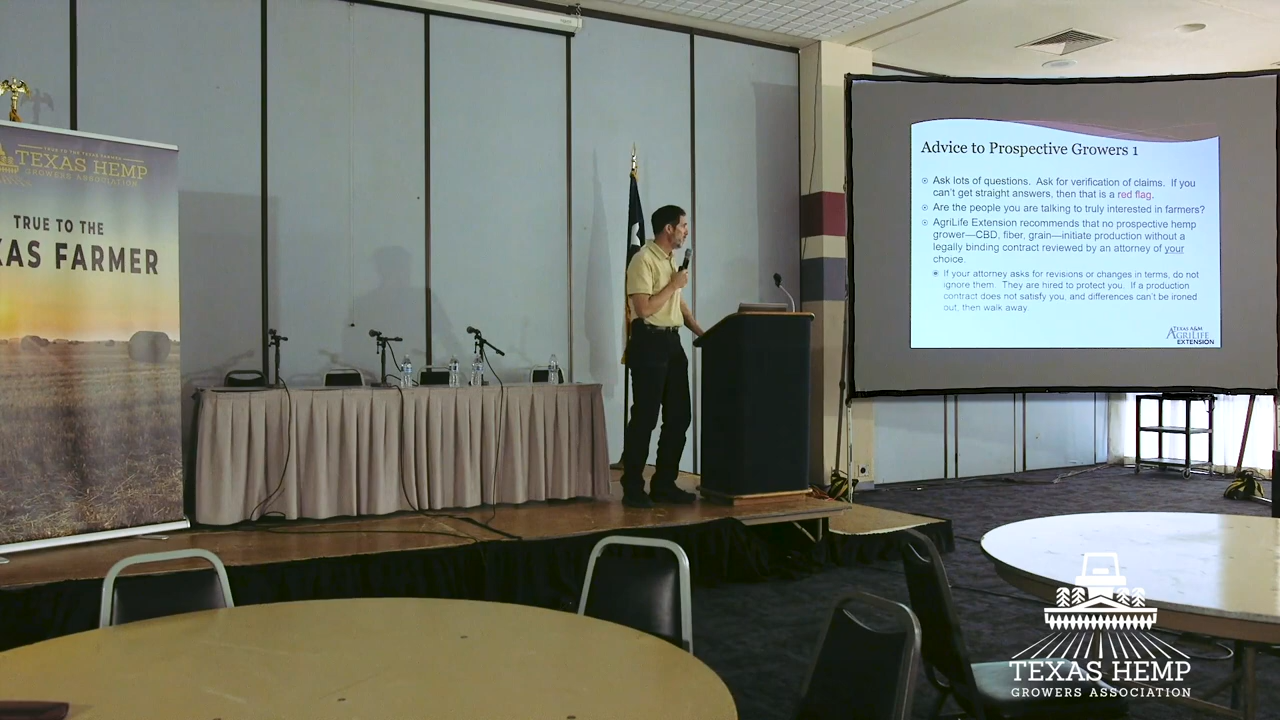 TRUE TO THE TEXAS FARMER
TEXAS HEMP
GROWERS ASSOCIATION
TRUE TO THE
XAS FARMER
Advice to Prospective Growers 1
Ask lots of questions. Ask for verification of claims. If you
can't get straight answers, then that is a red flag.
Are the people you are talking to truly interested in farmers?
AgriLife Extension recommends that no prospective hemp
grower—CBD, fiber, grain—initiate production without a
legally binding contract reviewed by an attorney of your
choice.
If your attorney asks for revisions or changes in terms, do not
ignore them. They are hired to protect you. If a production
contract does not satisfy you, and differences can't be ironed
out, then walk away.
TEXAS A&M
AGRILIFE
EXTENSION
TEXAS HEMP
GROWERS ASSOCIATION